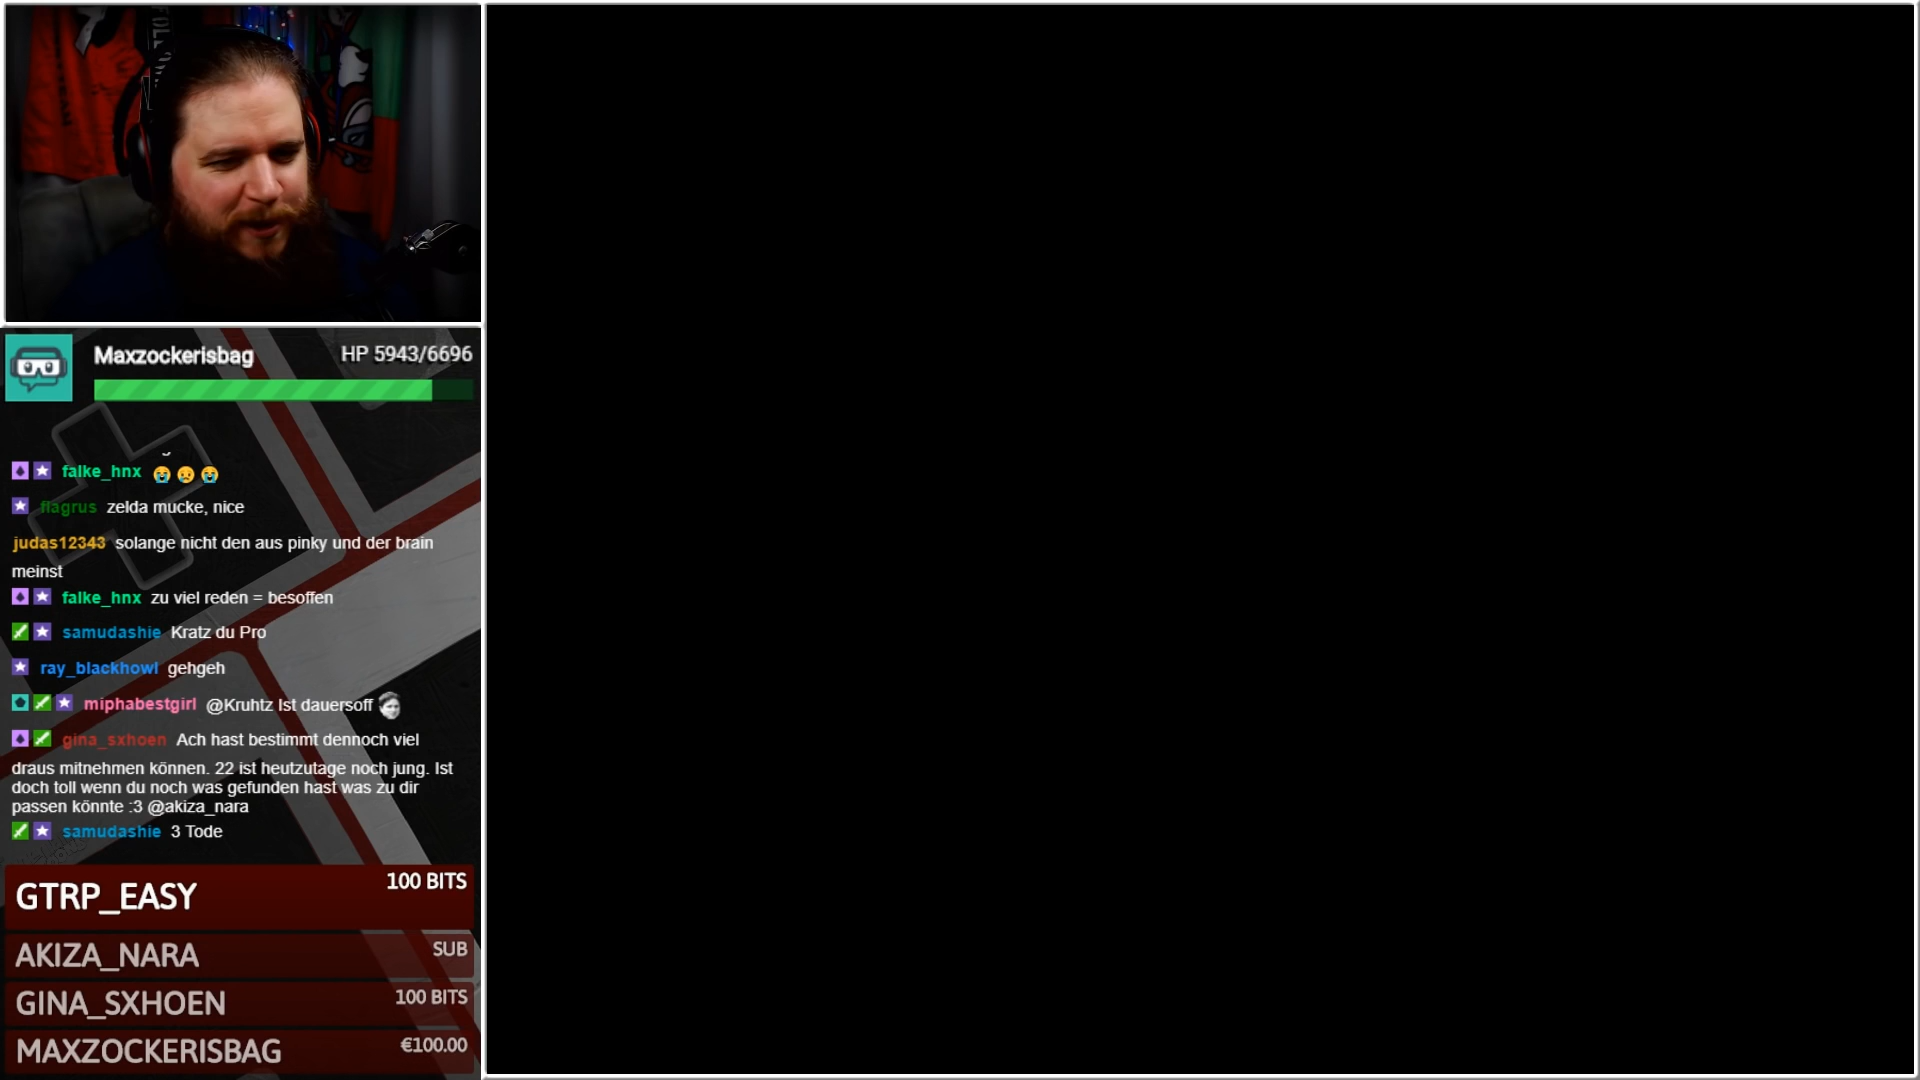 Maxzockerisbag HP 5943/6696
falke_hnx
flagrus zelda mucke, nice
judas12343 solange nicht den aus pinky und der brain
meinst
falke_hnx zu viel reden = besoffen
samudashie Kratz du Pro
ray_blackhowl gehgeh
miphabestgirl @Kruhtz Ist dauersoff
gina_sxhoen Ach hast bestimmt dennoch viel
draus mitnehmen können. 22 ist heutzutage noch jung. Ist
doch toll wenn du noch was gefunden hast was zu dir
passen könnte :3 @akiza_nara
samudashie 3 Tode
GTRP_EASY 100 BITS
AKIZA_NARA SUB
GINA_SXHOEN 100 BITS
MAXZOCKERISBAG €100.00